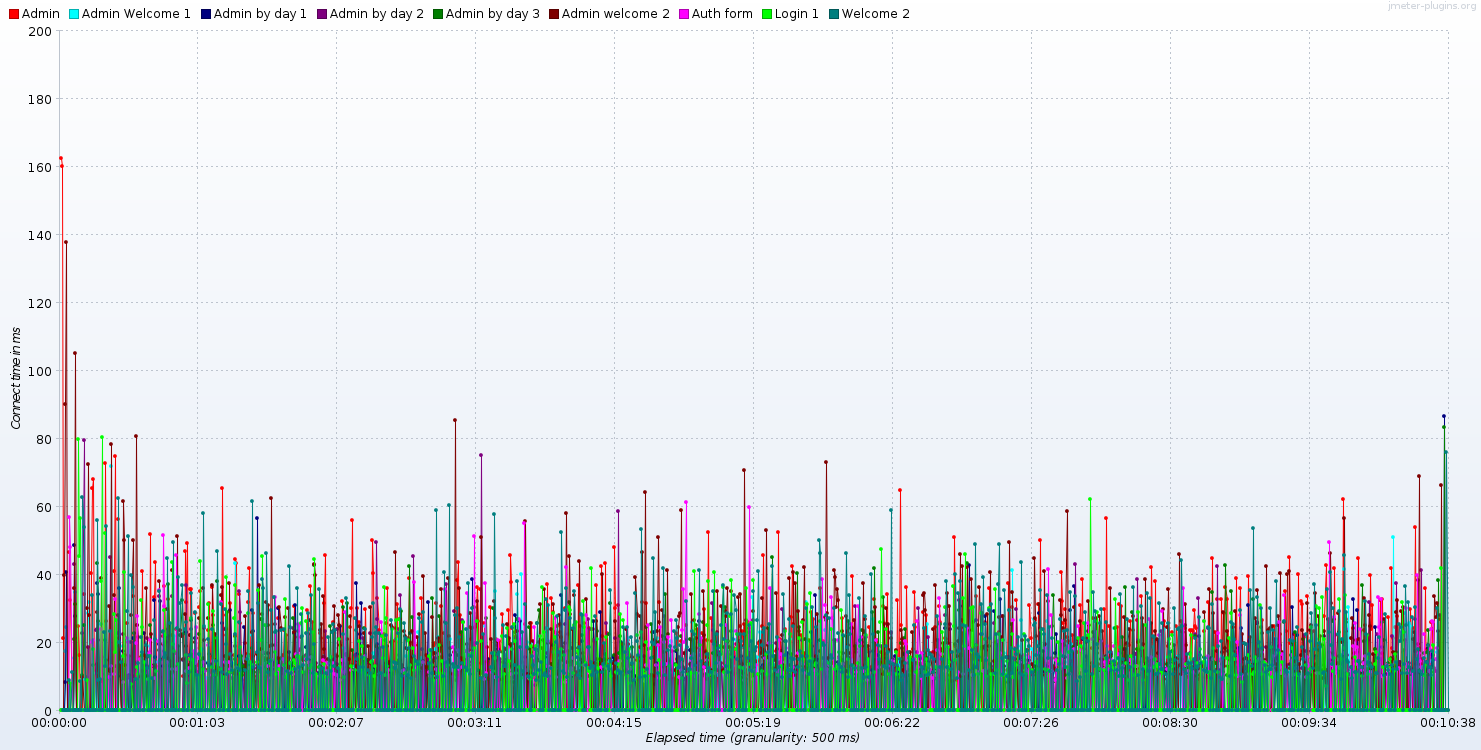 Admin Admin Welcome 1 Admin by day 1 Admin by day 2 Admin by day 3 Admin welcome 2 Auth form Login 1 Welcome 2
jmeter-plugins.org
200
180
160
140
120
100
80
60
40
20
0
Connect time in ms
00:00:00 00:01:03 00:02:07 00:03:11 00:04:15 00:05:19 00:06:22 00:07:26 00:08:30 00:09:34 00:10:38
Elapsed time (granularity: 500 ms)